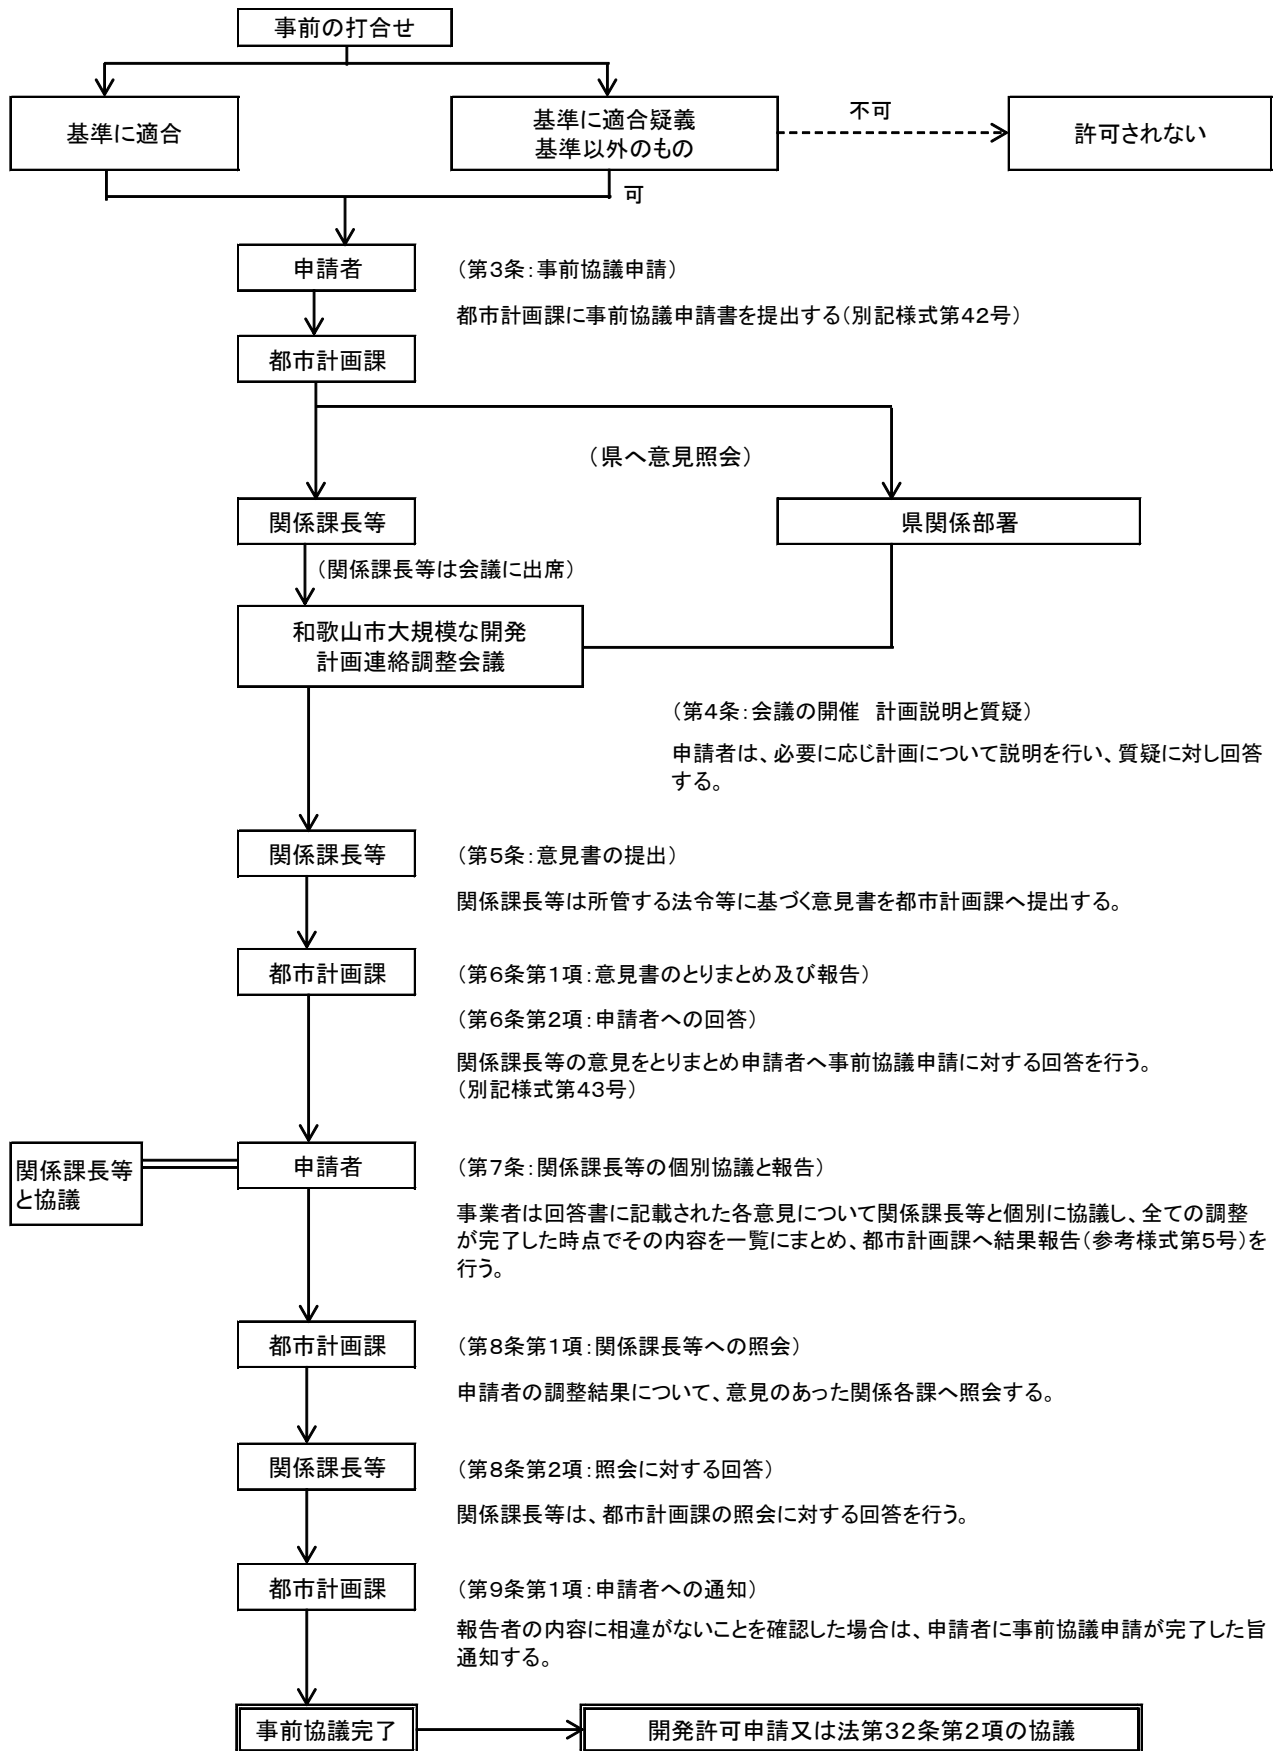 事前の打合せ
基準に適合
基準に適合疑義
基準以外のもの
不可
許可されない
可
申請者
（第3条：事前協議申請）
都市計画課に事前協議申請書を提出する（別記様式第42号）
都市計画課
（県へ意見照会）
関係課長等
県関係部署
（関係課長等は会議に出席）
和歌山市大規模な開発
計画連絡調整会議
（第4条：会議の開催　計画説明と質疑）
申請者は、必要に応じ計画について説明を行い、質疑に対し回答
する。
関係課長等
（第5条：意見書の提出）
関係課長等は所管する法令等に基づく意見書を都市計画課へ提出する。
都市計画課
（第6条第1項：意見書のとりまとめ及び報告）
（第6条第2項：申請者への回答）
関係課長等の意見をとりまとめ申請者へ事前協議申請に対する回答を行う。
（別記様式第43号）
関係課長等
と協議
申請者
（第7条：関係課長等の個別協議と報告）
事業者は回答書に記載された各意見について関係課長等と個別に協議し、全ての調整
が完了した時点でその内容を一覧にまとめ、都市計画課へ結果報告（参考様式第5号）を
行う。
都市計画課
（第8条第1項：関係課長等への照会）
申請者の調整結果について、意見のあった関係各課へ照会する。
関係課長等
（第8条第2項：照会に対する回答）
関係課長等は、都市計画課の照会に対する回答を行う。
都市計画課
（第9条第1項：申請者への通知）
報告者の内容に相違がないことを確認した場合は、申請者に事前協議申請が完了した旨
通知する。
事前協議完了
開発許可申請又は法第32条第2項の協議